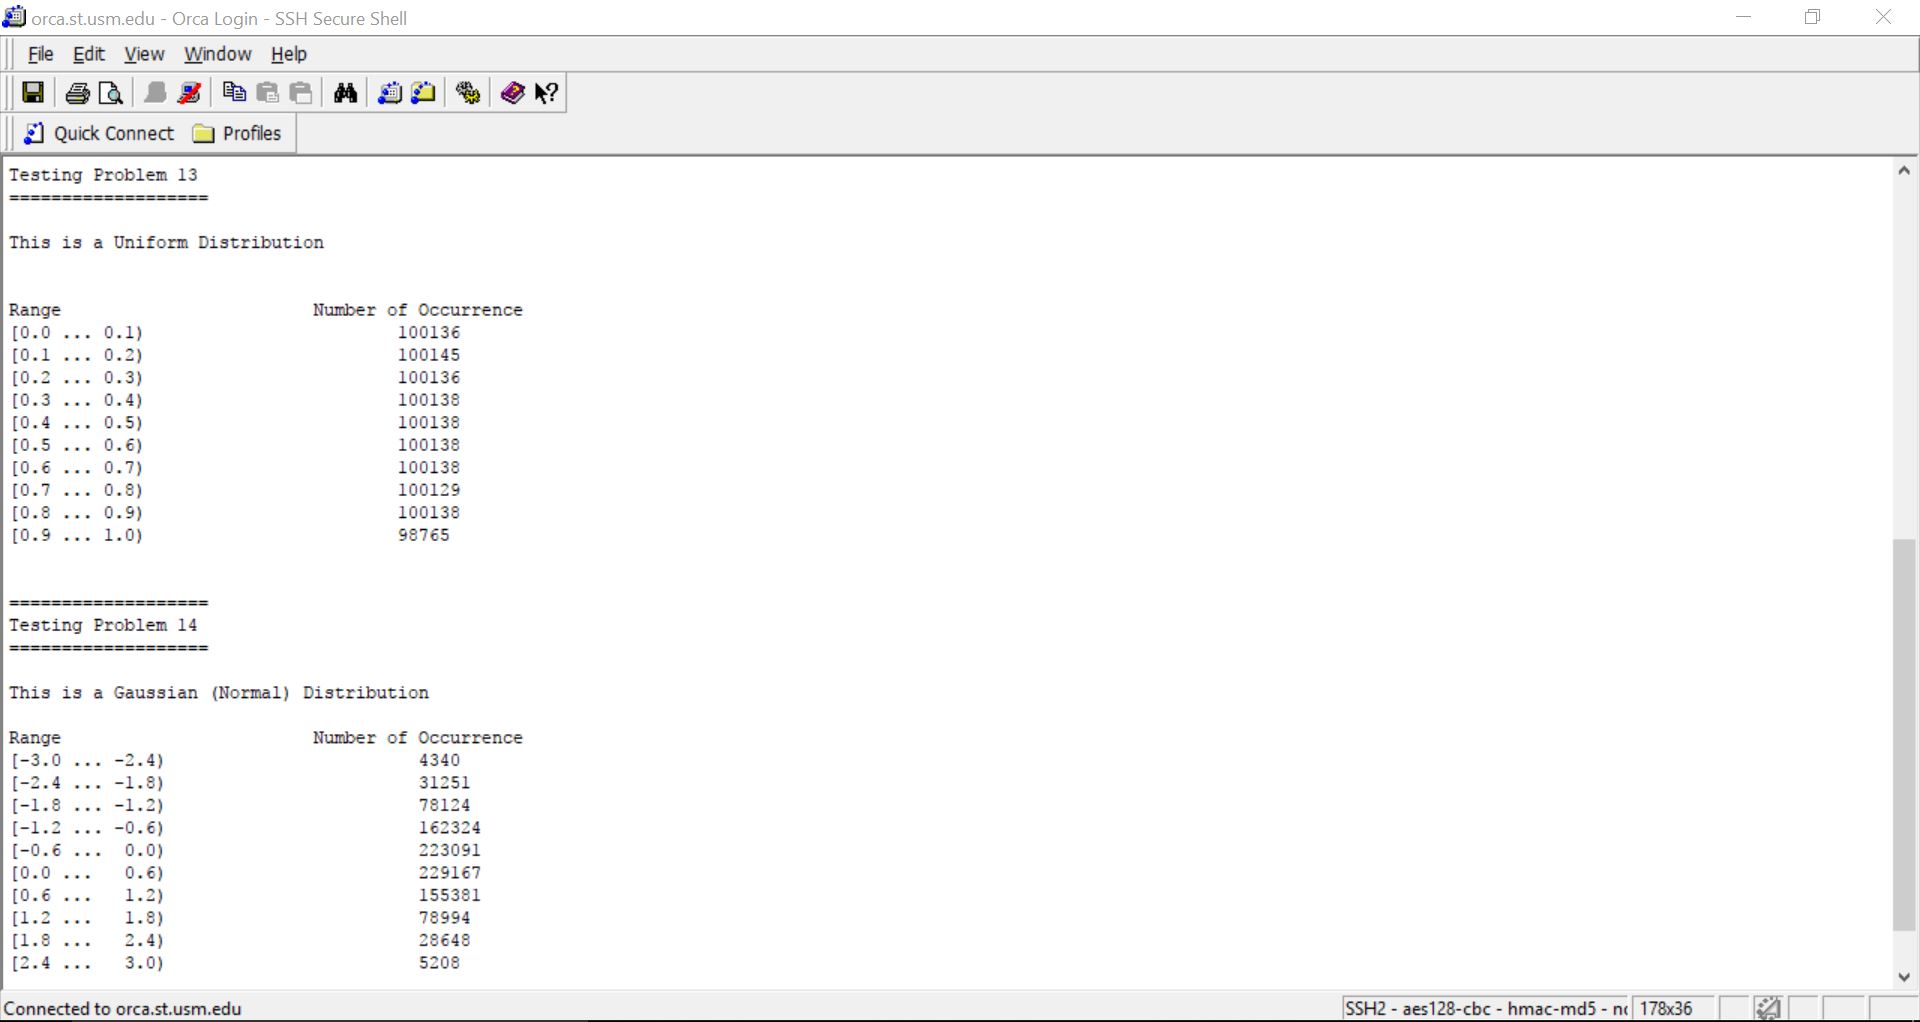 orca.st.usm.edu - Orca Login - SSH Secure Shell
File Edit View Window Help
Quick Connect Profiles
Testing Problem 13
===================
This is a Uniform Distribution
Range Number of Occurrence
[0.0 ... 0.1) 100136
[0.1 ... 0.2) 100145
[0.2 ... 0.3) 100136
[0.3 ... 0.4) 100138
[0.4 ... 0.5) 100138
[0.5 ... 0.6) 100138
[0.6 ... 0.7) 100138
[0.7 ... 0.8) 100129
[0.8 ... 0.9) 100138
[0.9 ... 1.0) 98765
===================
Testing Problem 14
===================
This is a Gaussian (Normal) Distribution
Range Number of Occurrence
[-3.0 ... -2.4) 4340
[-2.4 ... -1.8) 31251
[-1.8 ... -1.2) 78124
[-1.2 ... -0.6) 162324
[-0.6 ... 0.0) 223091
[0.0 ... 0.6) 229167
[0.6 ... 1.2) 155381
[1.2 ... 1.8) 78994
[1.8 ... 2.4) 28648
[2.4 ... 3.0) 5208
Connected to orca.st.usm.edu SSH2 - aes128-cbc - hmac-md5 - 178x36